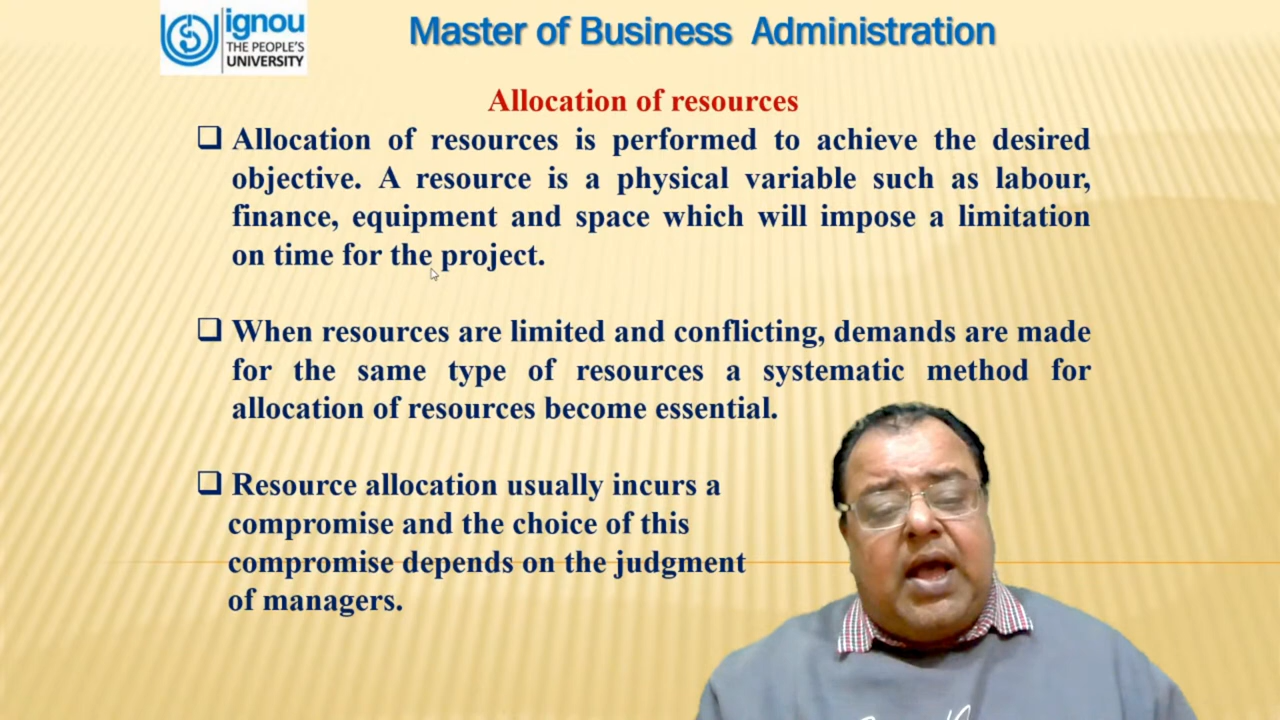 ignou
THE PEOPLE'S
UNIVERSITY
Master of Business Administration
Allocation of resources
Allocation of resources is performed to achieve the desired
objective. A resource is a physical variable such as labour,
finance, equipment and space which will impose a limitation
on time for the project.
When resources are limited and conflicting, demands are made
for the same type of resources a systematic method for
allocation of resources become essential.
Resource allocation usually incurs a
compromise and the choice of this
compromise depends on the judgment
of managers.